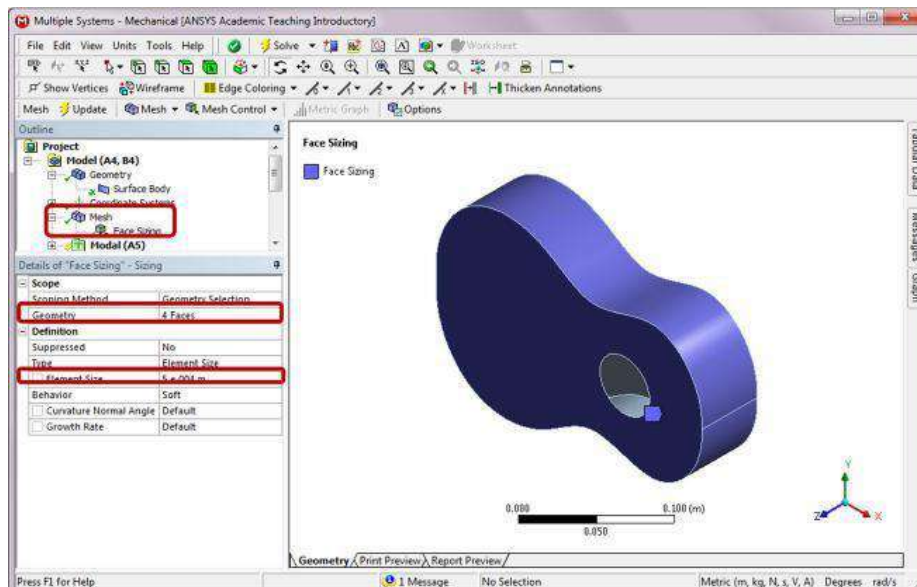 Multiple Systems - Mechanical [ANSYS Academic Teaching Introductory]
File Edit View Units Tools Help Solve Worksheet
Show Vertices Wireframe Edge Coloring Thicken Annotations
Mesh Update Mesh Mesh Control Metric Graph Options
Outline
Project
Model (A4, B4)
Geometry
Surface Body
Coordinate Systems
Mesh
Face Sizing
Modal (A5)
Details of "Face Sizing" - Sizing
Scope
Scoping Method Geometry Selection
Geometry 4 Faces
Definition
Suppressed No
Type Element Size
Element Size 5.e-004 m
Behavior Soft
Curvature Normal Angle Default
Growth Rate Default
Face Sizing
Face Sizing
0.000 0.100 (m)
0.050
Y
Z X
Geometry Print Preview Report Preview
Tabular Data
Messages
Graph
Press F1 for Help 1 Message No Selection Metric (m, kg, N, s, V, A) Degrees rad/s